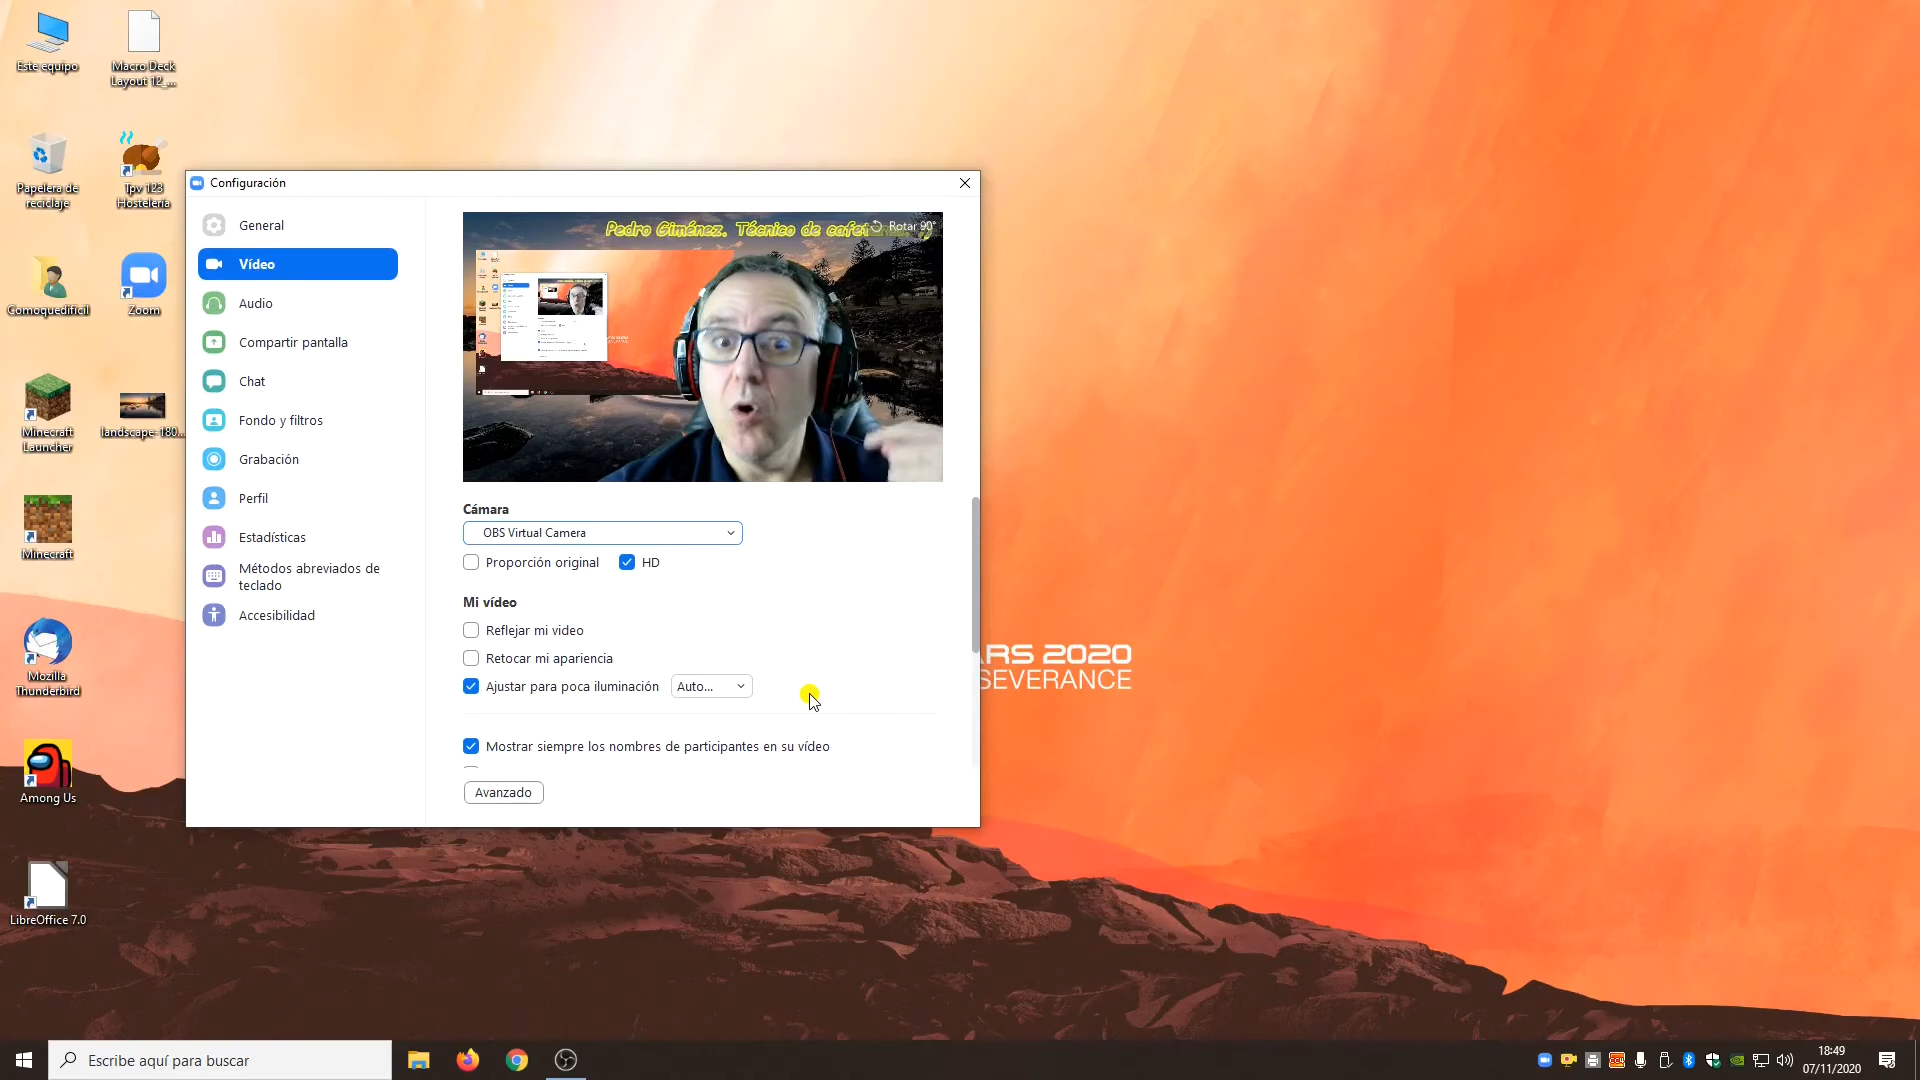 Este equipo
Macro Deck
Layout 12_...
Papelera de
reciclaje
Tpv 123
Hostelería
Comoquedificil
Zoom
Minecraft
Launcher
landscape-180...
Minecraft
Mozilla
Thunderbird
Among Us
LibreOffice 7.0
Configuración
General
Vídeo
Audio
Compartir pantalla
Chat
Fondo y filtros
Grabación
Perfil
Estadísticas
Métodos abreviados de
teclado
Accesibilidad
Pedro Giménez. Técnico de
Rotar 90°
Cámara
OBS Virtual Camera
Proporción original
HD
Mi vídeo
Reflejar mi video
Retocar mi apariencia
Ajustar para poca iluminación
Auto...
Mostrar siempre los nombres de participantes en su vídeo
Avanzado
ARS 2020
SEVERANCE
Escribe aquí para buscar
18:49
07/11/2020